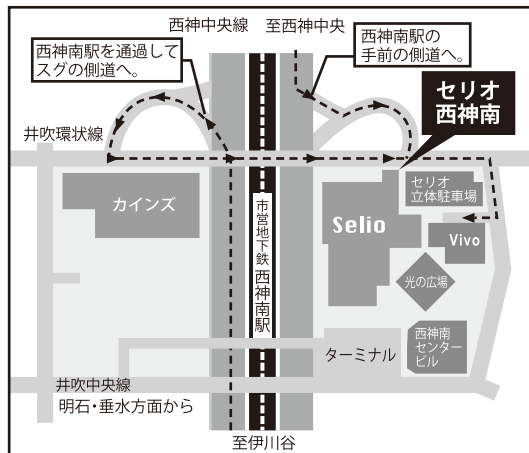 西神中央線
至西神中央
西神南駅を通過して
スグの側道へ。
西神南駅の
手前の側道へ。
セリオ
西神南
井吹環状線
カインズ
市営地下鉄
西神南駅
Selio
セリオ
立体駐車場
Vivo
光の広場
西神南
センター
ビル
ターミナル
井吹中央線
明石・垂水方面から
至伊川谷